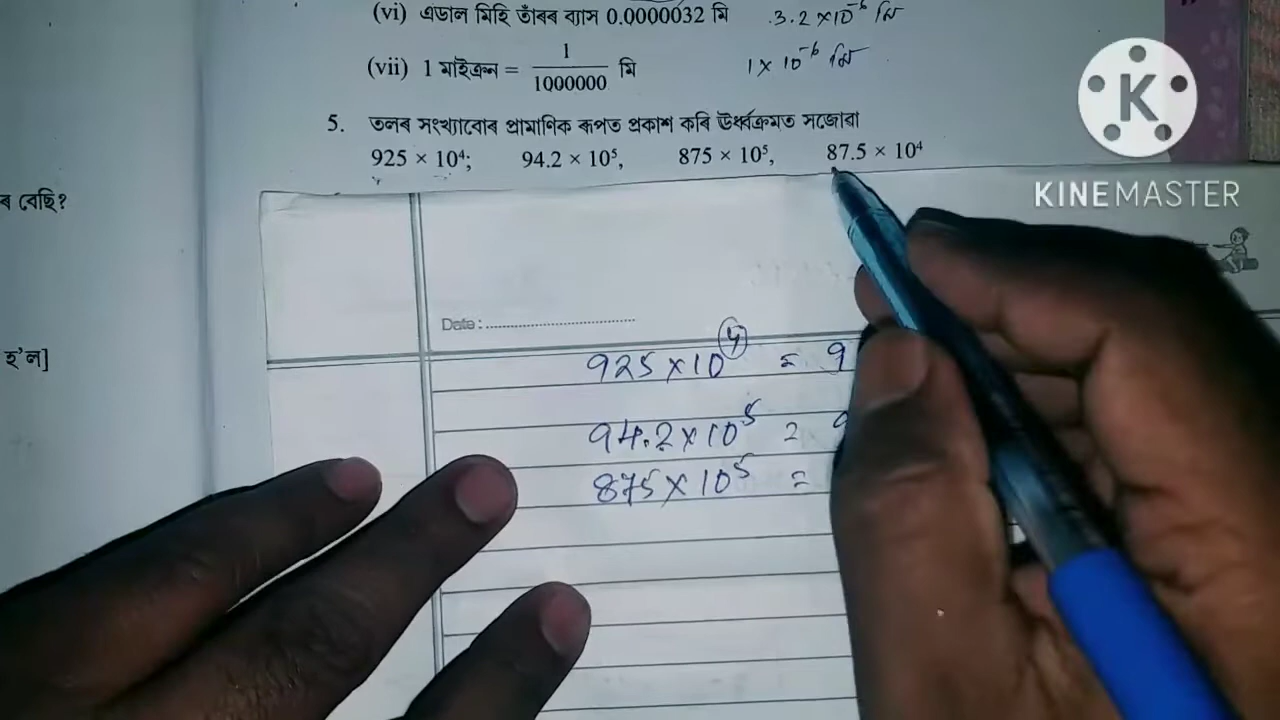 (vi) এডাল মিহি তাঁৰৰ ব্যাস 0.0000032 মি 3.2 × 10⁻⁶ মি
(vii) 1 মাইক্ৰন = 1/1000000 মি 1 × 10⁻⁶ মি
5. তলৰ সংখ্যাবোৰ প্ৰামাণিক ৰূপত প্ৰকাশ কৰি ঊৰ্ধ্বক্ৰমত সজোৱা
925 × 10⁴; 94.2 × 10⁵, 875 × 10⁵, 87.5 × 10⁴
ৰ বেছি?
K
KINEMASTER
হ'ল]
Date :
925 × 10⁴ = 9
94.2 × 10⁵ = 9
875 × 10⁵ =